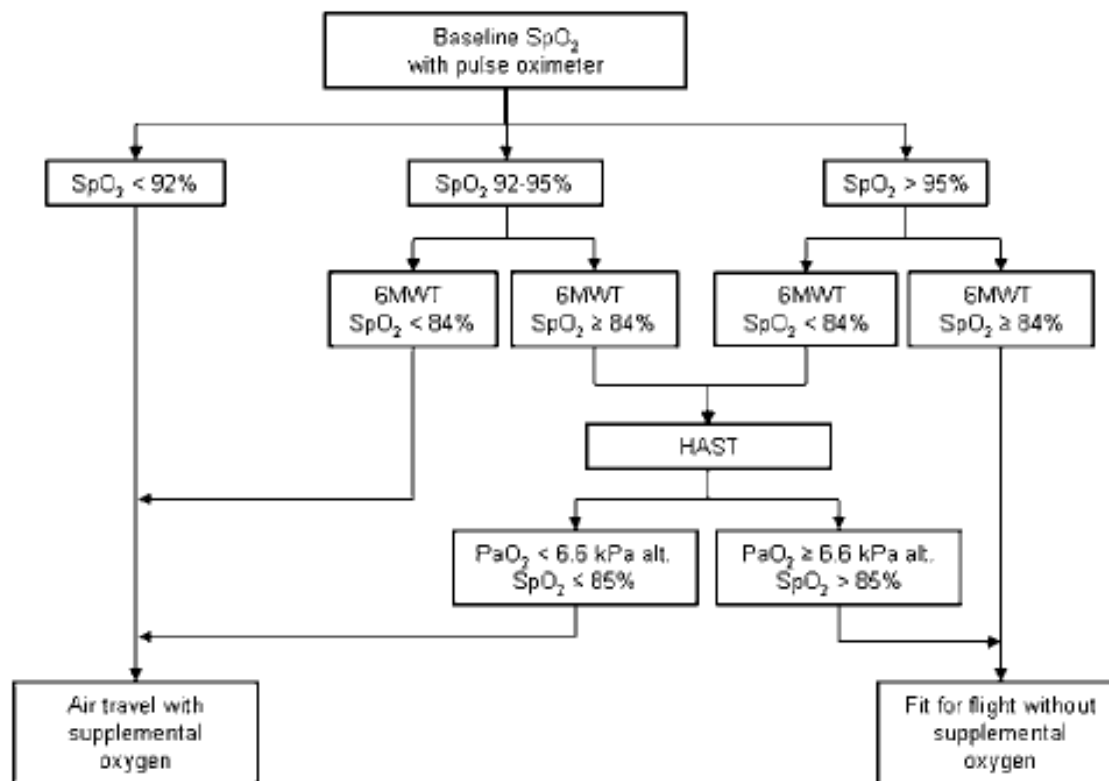 Baseline SpO₂
with pulse oximeter
SpO₂ < 92%
SpO₂ 92-95%
SpO₂ > 95%
6MWT
SpO₂ < 84%
6MWT
SpO₂ ≥ 84%
6MWT
SpO₂ < 84%
6MWT
SpO₂ ≥ 84%
HAST
PaO₂ < 6.6 kPa alt.
SpO₂ ≤ 85%
PaO₂ ≥ 6.6 kPa alt.
SpO₂ > 85%
Air travel with
supplemental
oxygen
Fit for flight without
supplemental
oxygen